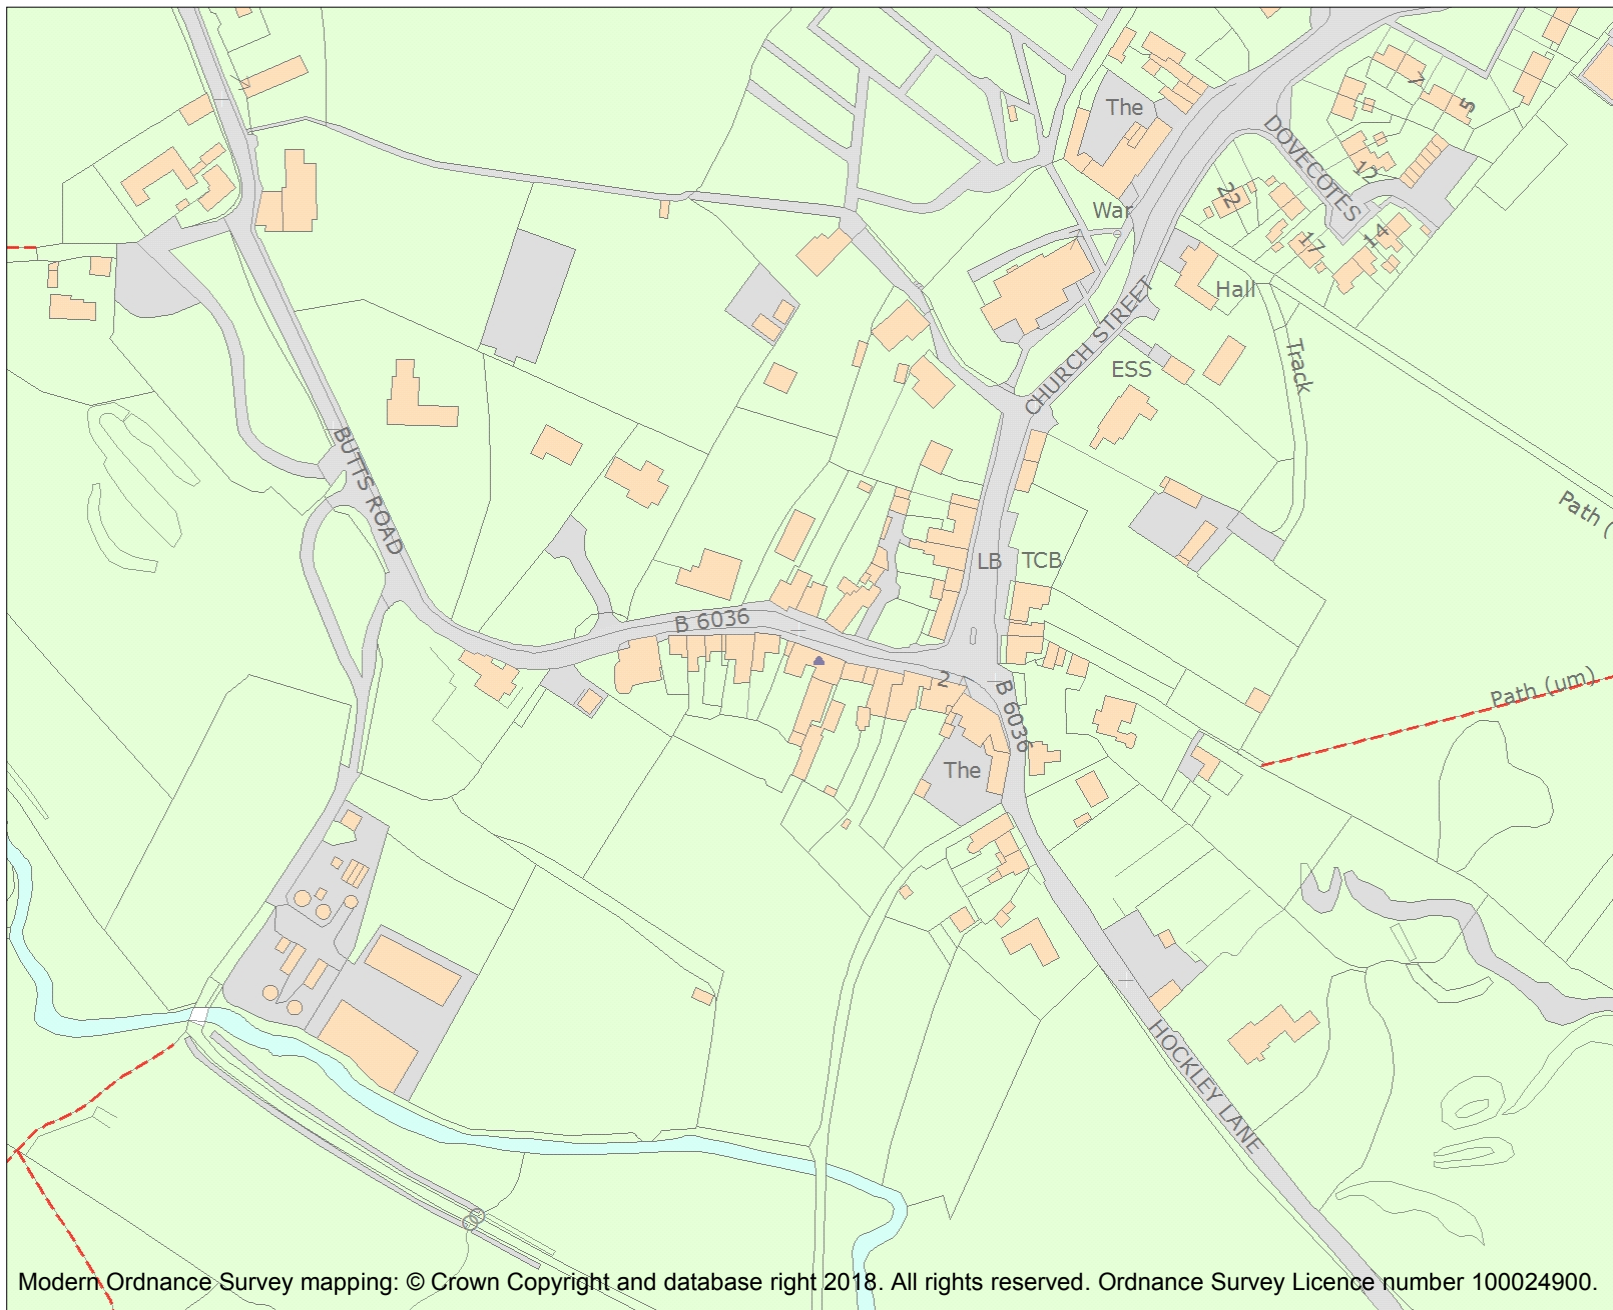 The
DOVECOTES
7
5
12
22
17
14
War
Hall
CHURCH STREET
ESS
Track
Path (
BUTTS ROAD
LB
TCB
B 6036
2
B 6036
Path (um)
The
HOCKLEY LANE
Modern Ordnance Survey mapping: © Crown Copyright and database right 2018. All rights reserved. Ordnance Survey Licence number 100024900.